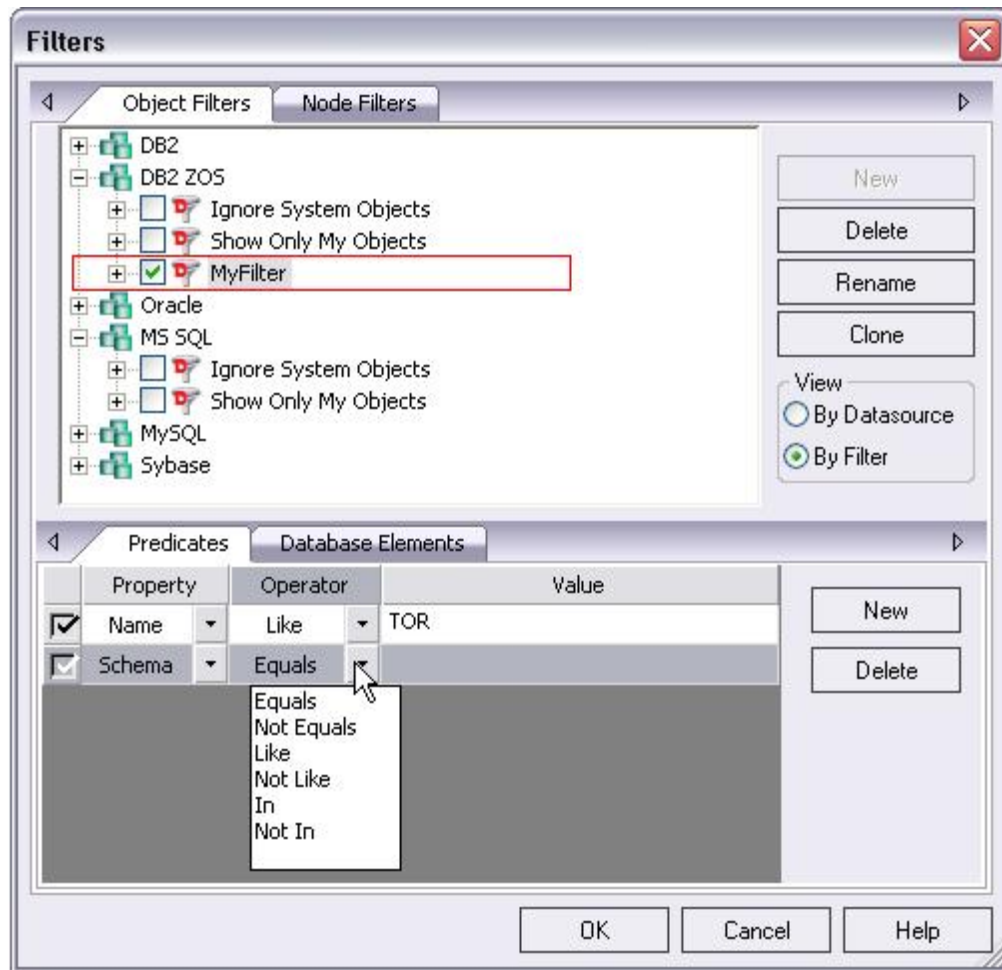 Filters
Object Filters Node Filters
DB2
DB2 ZOS
Ignore System Objects
Show Only My Objects
MyFilter
Oracle
MS SQL
Ignore System Objects
Show Only My Objects
MySQL
Sybase
New
Delete
Rename
Clone
View
By Datasource
By Filter
Predicates Database Elements
Property Operator Value
Name Like TOR
Schema Equals
Equals
Not Equals
Like
Not Like
In
Not In
New
Delete
OK Cancel Help